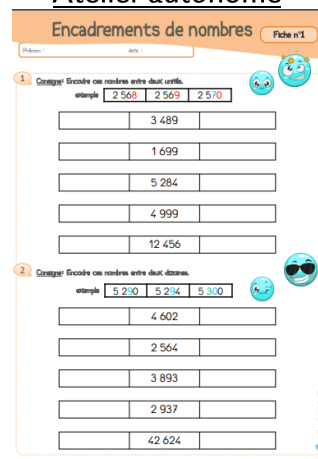 Atelier autonome
Encadrements de nombres
Fiche n°1
Prénom :
date :
1
Consigne: Encadre ces nombres entre deux unités.
exemple 2 568 2 569 2 570
3 489
1 699
5 284
4 999
12 456
2
Consigne: Encadre ces nombres entre deux dizaines.
exemple 5 290 5 294 5 300
4 602
2 564
3 893
2 937
42 624